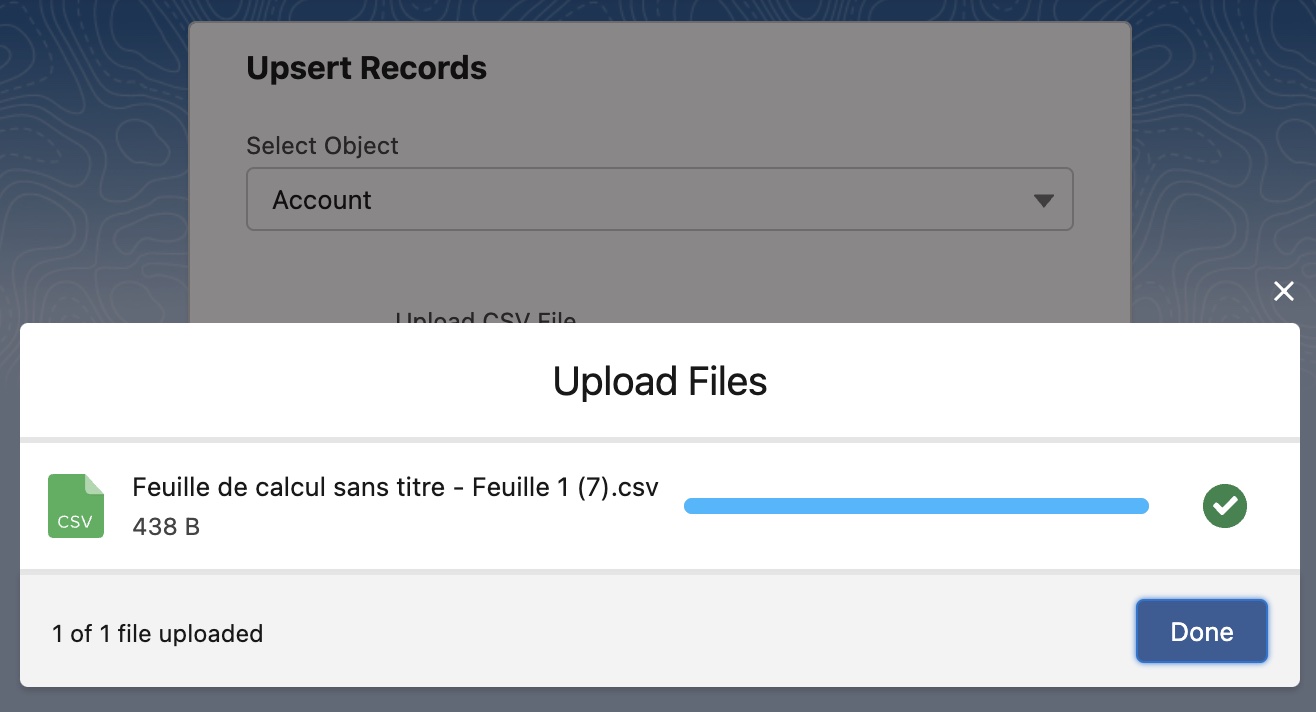 Upsert Records
Select Object
Account
Upload CSV File
Upload Files
Feuille de calcul sans titre - Feuille 1 (7).csv
CSV
438 B
1 of 1 file uploaded
Done